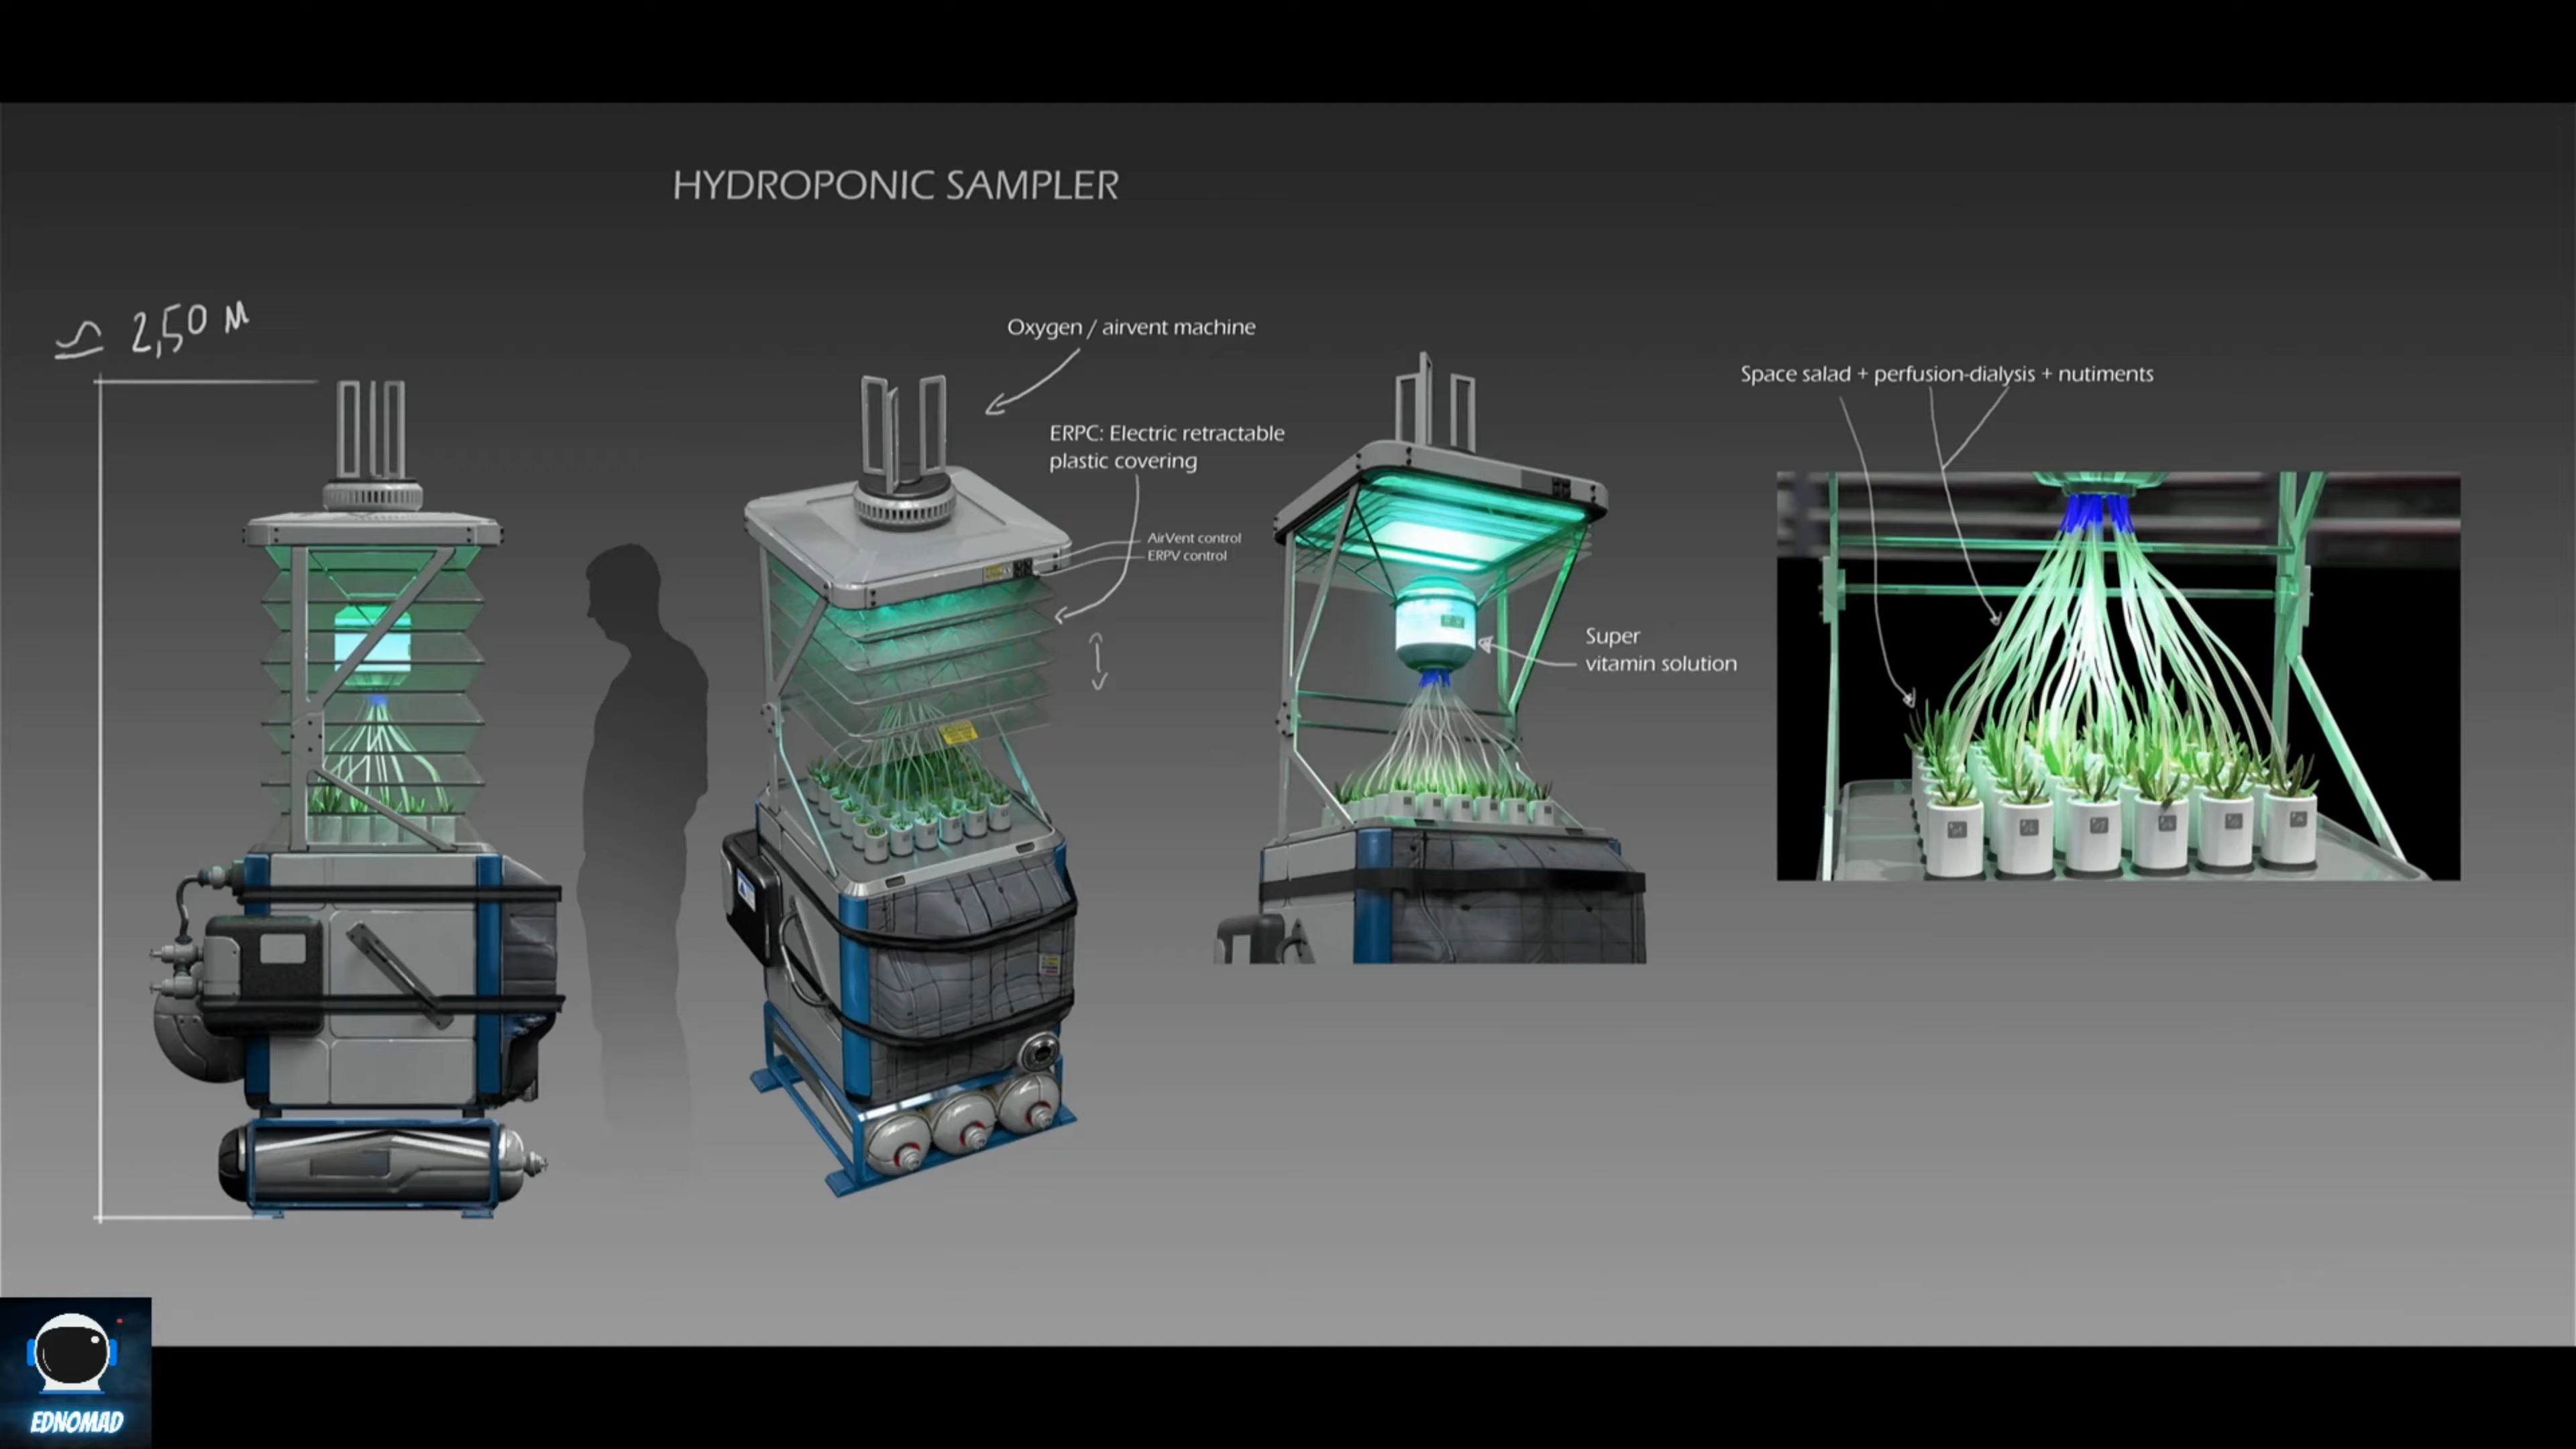 HYDROPONIC SAMPLER
≃ 2,50 M
Oxygen / airvent machine
ERPC: Electric retractable
plastic covering
AirVent control
ERPV control
Super
vitamin solution
Space salad + perfusion-dialysis + nutiments
EDNOMAD